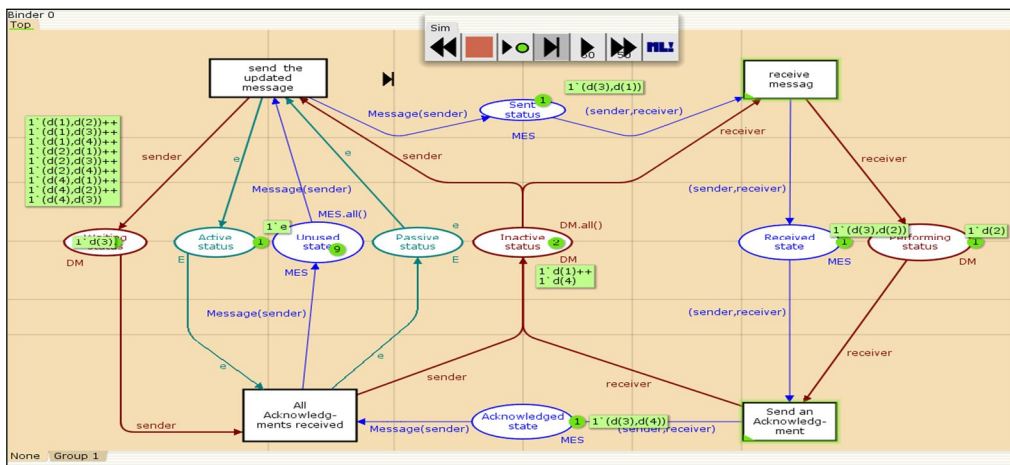 Binder 0
Top
Sim
50
50
ML!
send the
updated
message
receive
messag
1`(d(3),d(1))
1
Sent
status
MES
Message(sender)
(sender,receiver)
1`(d(1),d(2))++
1`(d(1),d(3))++
1`(d(1),d(4))++
1`(d(2),d(1))++
1`(d(2),d(3))++
1`(d(2),d(4))++
1`(d(4),d(1))++
1`(d(4),d(2))++
1`(d(4),d(3))
sender
e
e
sender
receiver
receiver
Message(sender)
(sender,receiver)
MES.all()
e
DM.all()
1`d(3)
DM
Active
status
1
1`e
E
Unused
state
9
MES
Passive
status
E
Inactive
status
2
DM
1`d(1)++
1`d(4)
Received
state
1
1`(d(3),d(2))
MES
Performing
status
1
1`d(2)
DM
Message(sender)
(sender,receiver)
e
e
sender
receiver
receiver
sender
All
Acknowledg-
ments received
Message(sender)
Acknowledged
state
1
1`(d(3),d(4))
MES
(sender,receiver)
Send an
Acknowledg-
ment
None
Group 1